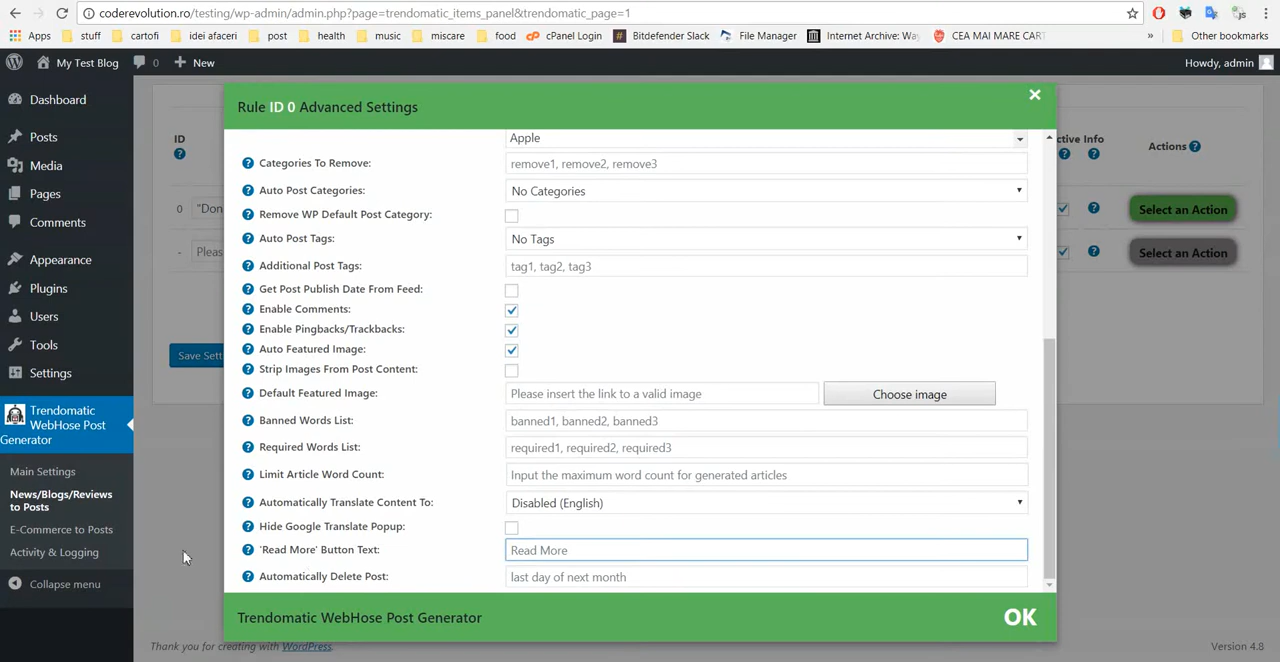 coderevolution.ro/testing/wp-admin/admin.php?page=trendomatic_items_panel&trendomatic_page=1
Apps stuff cartofi idei afaceri post health music miscare food cPanel Login Bitdefender Slack File Manager Internet Archive: Way CEA MAI MARE CART » Other bookmarks
My Test Blog 0 New Howdy, admin
Dashboard
Posts
Media
Pages
Comments
Appearance
Plugins
Users
Tools
Settings
Trendomatic
WebHose Post
Generator
Main Settings
News/Blogs/Reviews
to Posts
E-Commerce to Posts
Activity & Logging
Collapse menu
ID
0 "Don
- Pleas
Save Sett
Rule ID 0 Advanced Settings
Apple
Categories To Remove: remove1, remove2, remove3
Auto Post Categories: No Categories
Remove WP Default Post Category:
Auto Post Tags: No Tags
Additional Post Tags: tag1, tag2, tag3
Get Post Publish Date From Feed:
Enable Comments:
Enable Pingbacks/Trackbacks:
Auto Featured Image:
Strip Images From Post Content:
Default Featured Image: Please insert the link to a valid image Choose image
Banned Words List: banned1, banned2, banned3
Required Words List: required1, required2, required3
Limit Article Word Count: Input the maximum word count for generated articles
Automatically Translate Content To: Disabled (English)
Hide Google Translate Popup:
'Read More' Button Text: Read More
Automatically Delete Post: last day of next month
Trendomatic WebHose Post Generator OK
ctive Info Actions
Select an Action
Select an Action
Thank you for creating with WordPress. Version 4.8